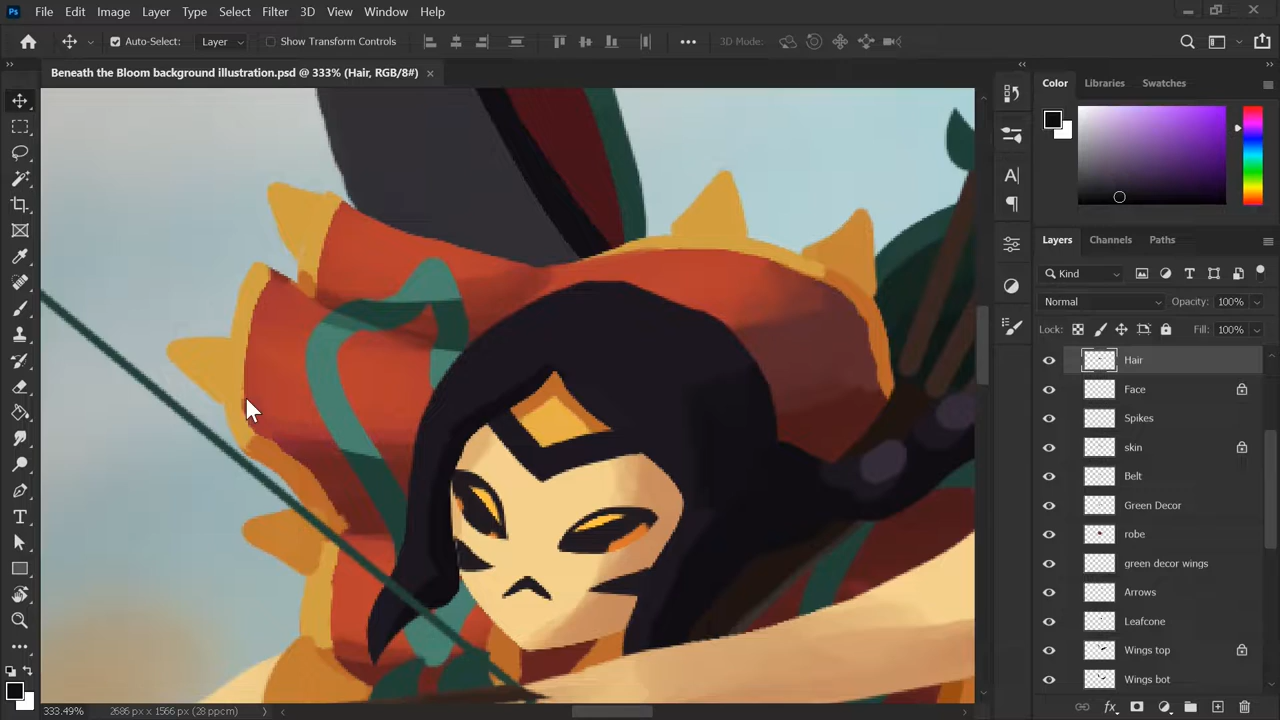 Ps File Edit Image Layer Type Select Filter 3D View Window Help
Auto-Select: Layer Show Transform Controls 3D Mode:
Beneath the Bloom background illustration.psd @ 333% (Hair, RGB/8#)
Color Libraries Swatches
Layers Channels Paths
Kind
Normal Opacity: 100%
Lock: Fill: 100%
Hair
Face
Spikes
skin
Belt
Green Decor
robe
green decor wings
Arrows
Leafcone
Wings top
Wings bot
333.49% 2686 px x 1566 px (28 ppcm)